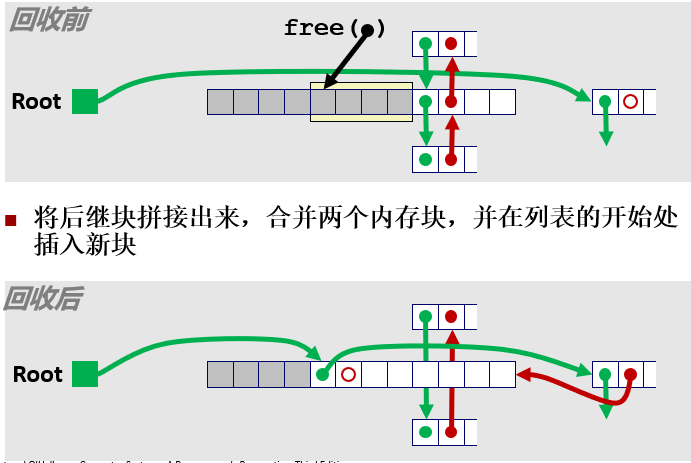 回收前
free( )
Root
将后继块拼接出来，合并两个内存块，并在列表的开始处
插入新块
回收后
Root